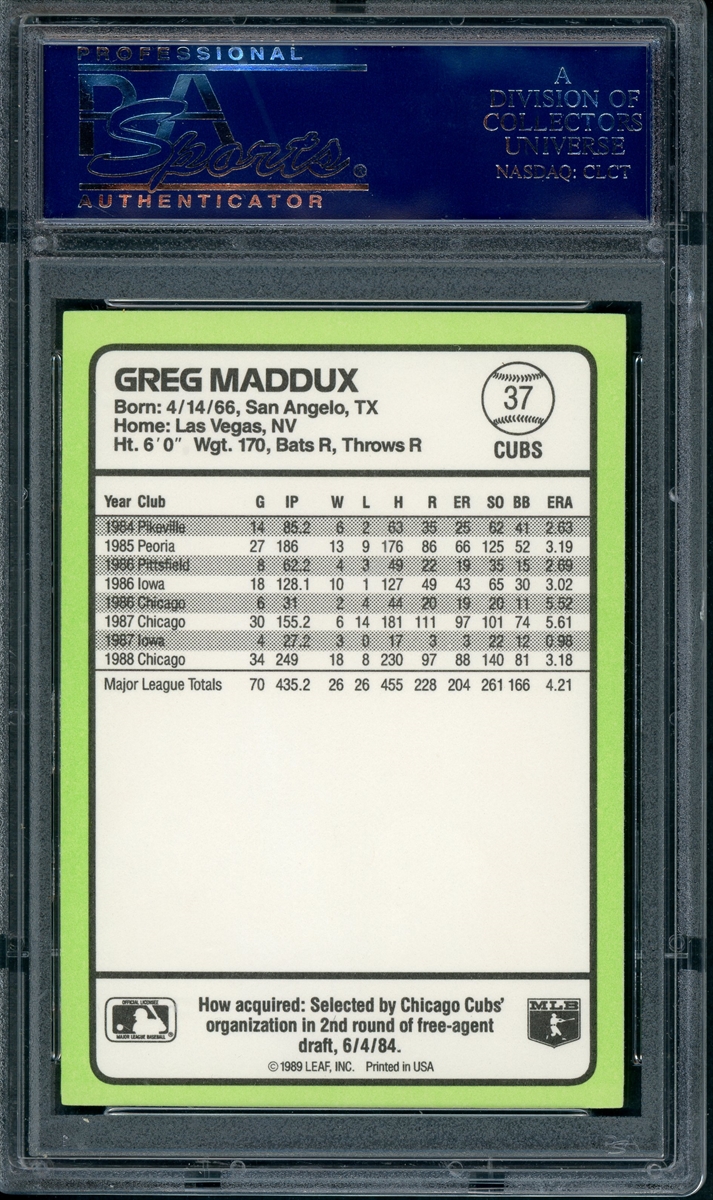 PROFESSIONAL
PSA
Sports®
AUTHENTICATOR
A
DIVISION OF
COLLECTORS
UNIVERSE
NASDAQ: CLCT
GREG MADDUX
Born: 4/14/66, San Angelo, TX
Home: Las Vegas, NV
Ht. 6'0" Wgt. 170, Bats R, Throws R
37
CUBS
Year Club G IP W L H R ER SO BB ERA
1984 Pikeville 14 85.2 6 2 63 35 25 62 41 2.63
1985 Peoria 27 186 13 9 176 86 66 125 52 3.19
1986 Pittsfield 8 62.2 4 3 49 22 19 35 15 2.69
1986 Iowa 18 128.1 10 1 127 49 43 65 30 3.02
1986 Chicago 6 31 2 4 44 20 19 20 11 5.52
1987 Chicago 30 155.2 6 14 181 111 97 101 74 5.61
1987 Iowa 4 27.2 3 0 17 3 3 22 12 0.98
1988 Chicago 34 249 18 8 230 97 88 140 81 3.18
Major League Totals 70 435.2 26 26 455 228 204 261 166 4.21
OFFICIAL LICENSEE
MAJOR LEAGUE BASEBALL
How acquired: Selected by Chicago Cubs'
organization in 2nd round of free-agent
draft, 6/4/84.
© 1989 LEAF, INC. Printed in USA
MLB